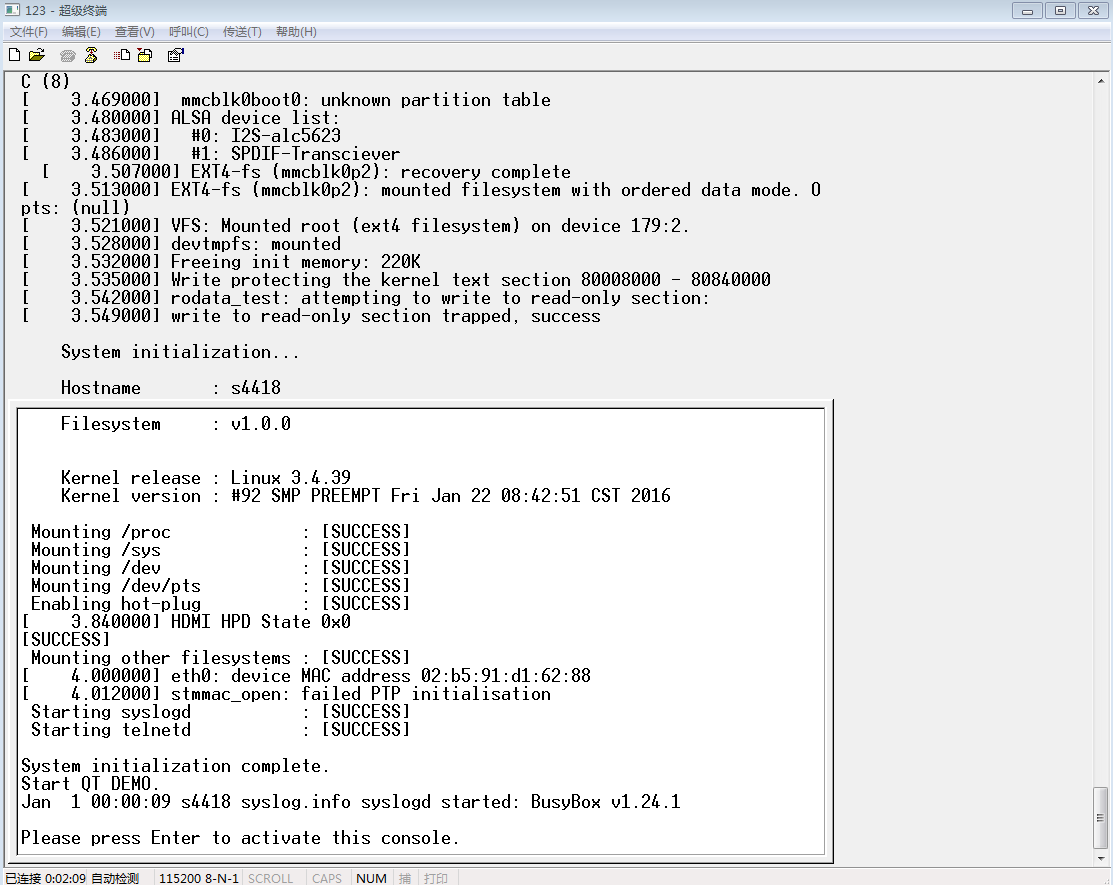 123 - 超级终端
文件(F) 编辑(E) 查看(V) 呼叫(C) 传送(T) 帮助(H)
C (8)
[    3.469000]  mmcblk0boot0: unknown partition table
[    3.480000] ALSA device list:
[    3.483000]   #0: I2S-alc5623
[    3.486000]   #1: SPDIF-Transciever
  [    3.507000] EXT4-fs (mmcblk0p2): recovery complete
[    3.513000] EXT4-fs (mmcblk0p2): mounted filesystem with ordered data mode. O
pts: (null)
[    3.521000] VFS: Mounted root (ext4 filesystem) on device 179:2.
[    3.528000] devtmpfs: mounted
[    3.532000] Freeing init memory: 220K
[    3.535000] Write protecting the kernel text section 80008000 - 80840000
[    3.542000] rodata_test: attempting to write to read-only section:
[    3.549000] write to read-only section trapped, success
    System initialization...
    Hostname       : s4418
    Filesystem     : v1.0.0
    Kernel release : Linux 3.4.39
    Kernel version : #92 SMP PREEMPT Fri Jan 22 08:42:51 CST 2016
 Mounting /proc             : [SUCCESS]
 Mounting /sys              : [SUCCESS]
 Mounting /dev              : [SUCCESS]
 Mounting /dev/pts          : [SUCCESS]
 Enabling hot-plug          : [SUCCESS]
[    3.840000] HDMI HPD State 0x0
[SUCCESS]
 Mounting other filesystems : [SUCCESS]
[    4.000000] eth0: device MAC address 02:b5:91:d1:62:88
[    4.012000] stmmac_open: failed PTP initialisation
 Starting syslogd           : [SUCCESS]
 Starting telnetd           : [SUCCESS]
System initialization complete.
Start QT DEMO.
Jan  1 00:00:09 s4418 syslog.info syslogd started: BusyBox v1.24.1
Please press Enter to activate this console.
已连接 0:02:09 自动检测 115200 8-N-1 SCROLL CAPS NUM 捕 打印